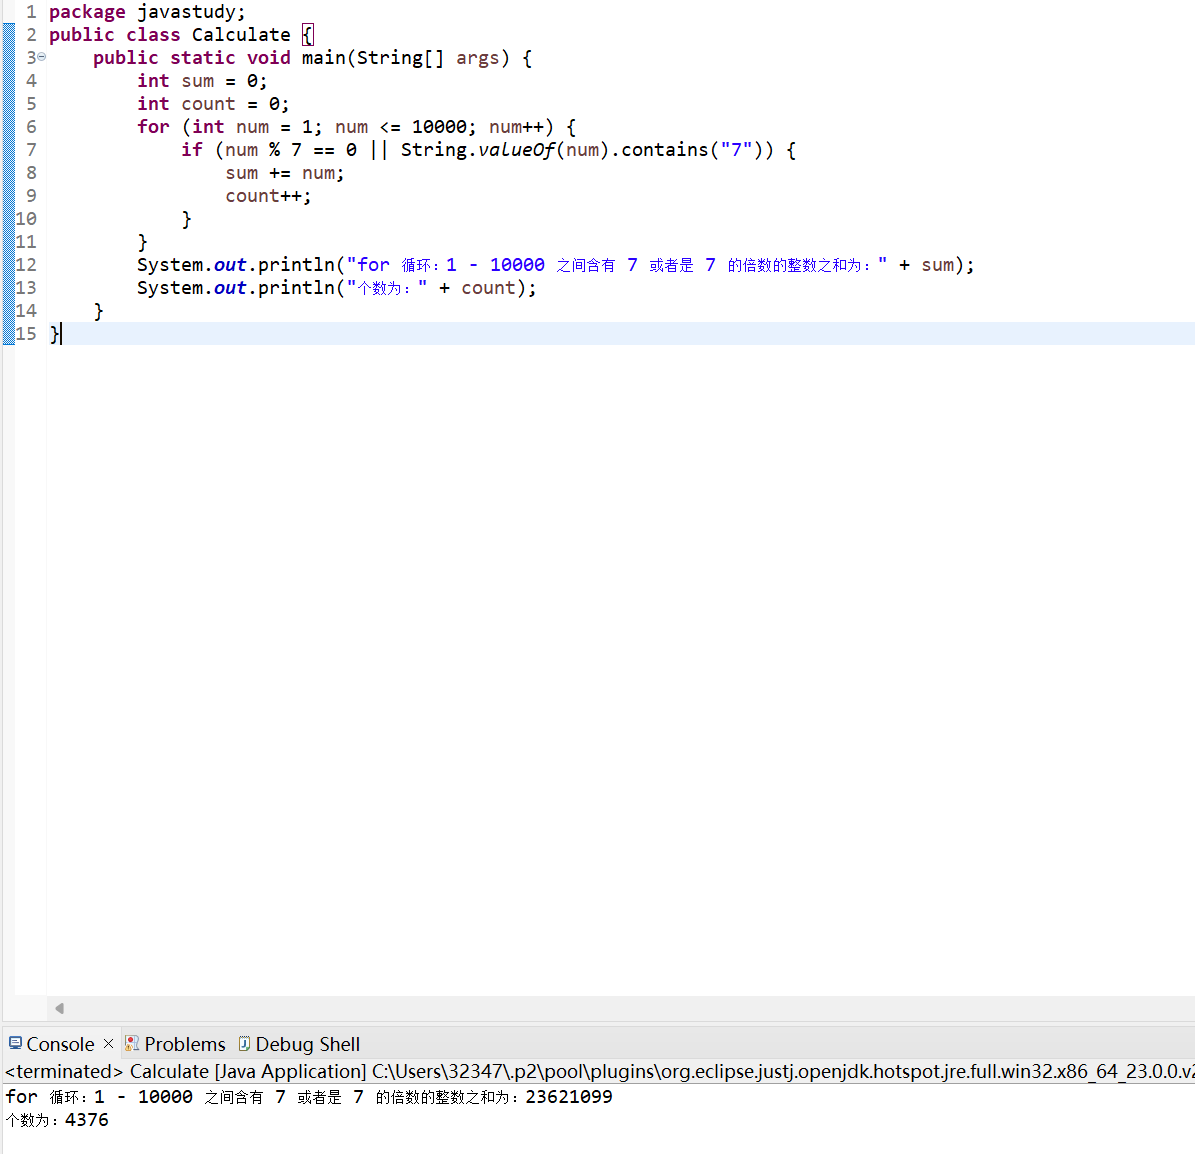 1 package javastudy;
2 public class Calculate {
3 public static void main(String[] args) {
4 int sum = 0;
5 int count = 0;
6 for (int num = 1; num <= 10000; num++) {
7 if (num % 7 == 0 || String.valueOf(num).contains("7")) {
8 sum += num;
9 count++;
10 }
11 }
12 System.out.println("for 循环：1 - 10000 之间含有 7 或者是 7 的倍数的整数之和为：" + sum);
13 System.out.println("个数为：" + count);
14 }
15 }
Console × Problems Debug Shell
<terminated> Calculate [Java Application] C:\Users\32347\.p2\pool\plugins\org.eclipse.justj.openjdk.hotspot.jre.full.win32.x86_64_23.0.0.v2
for 循环：1 - 10000 之间含有 7 或者是 7 的倍数的整数之和为：23621099
个数为：4376